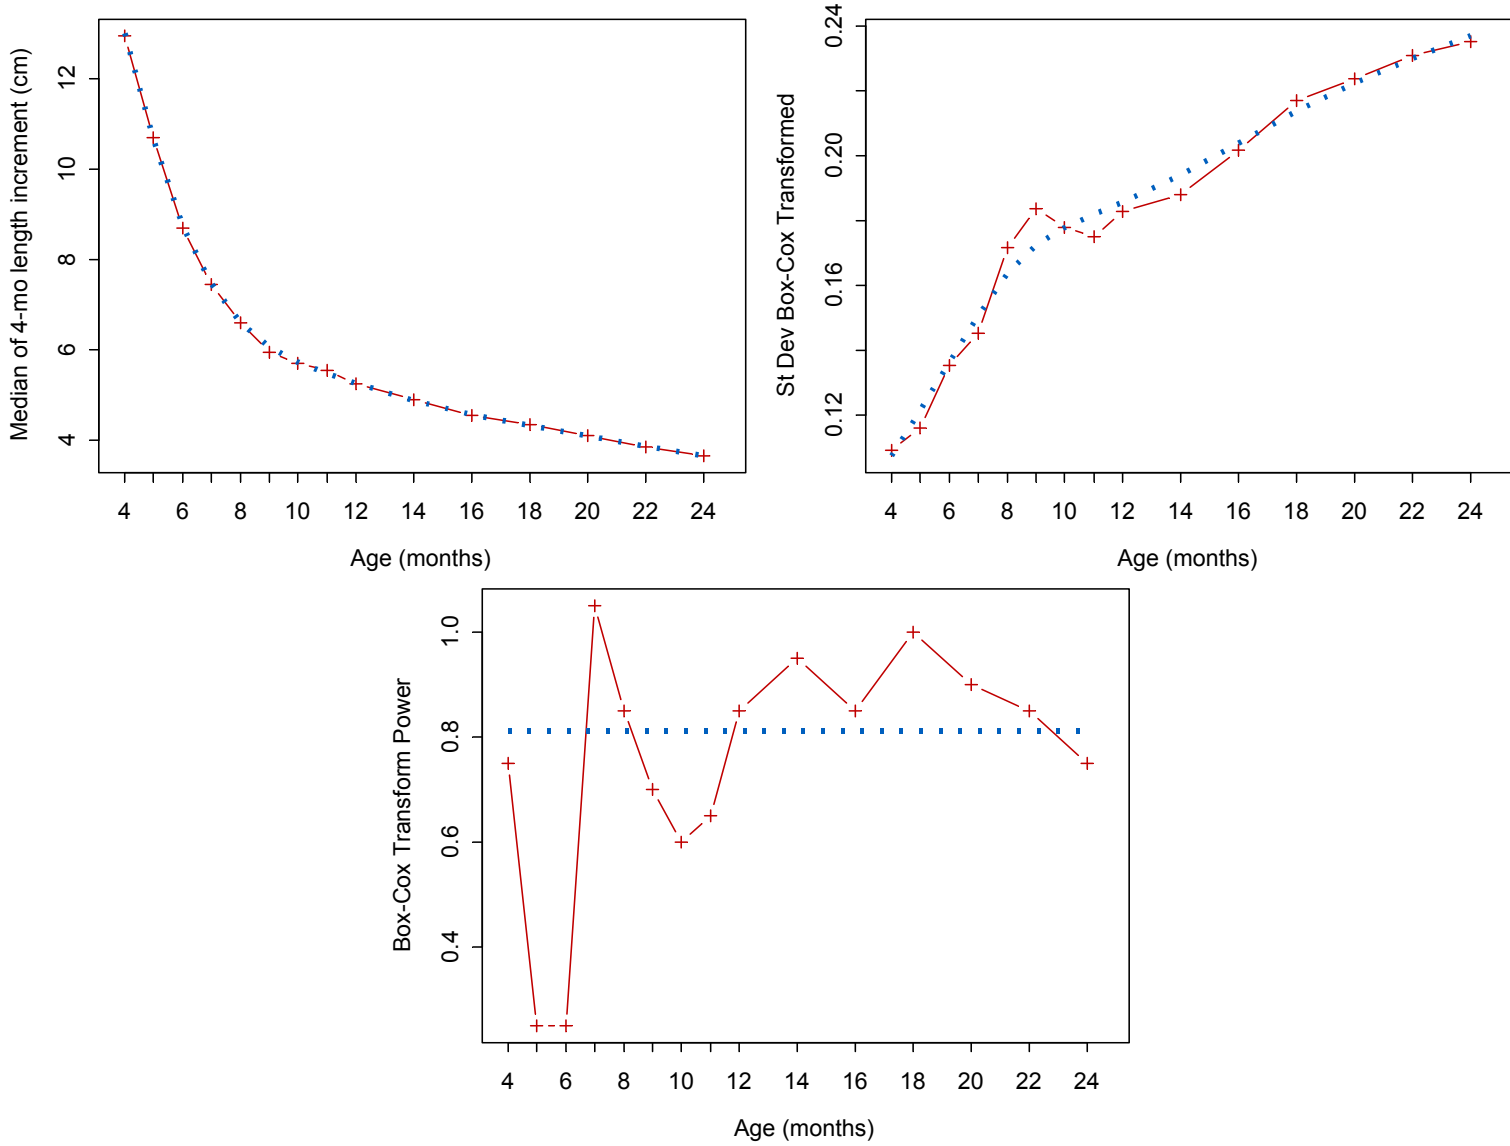 Median of 4-mo length increment (cm)
12
10
8
6
4
4 6 8 10 12 14 16 18 20 22 24
Age (months)
St Dev Box-Cox Transformed
0.24
0.20
0.16
0.12
4 6 8 10 12 14 16 18 20 22 24
Age (months)
Box-Cox Transform Power
1.0
0.8
0.6
0.4
4 6 8 10 12 14 16 18 20 22 24
Age (months)